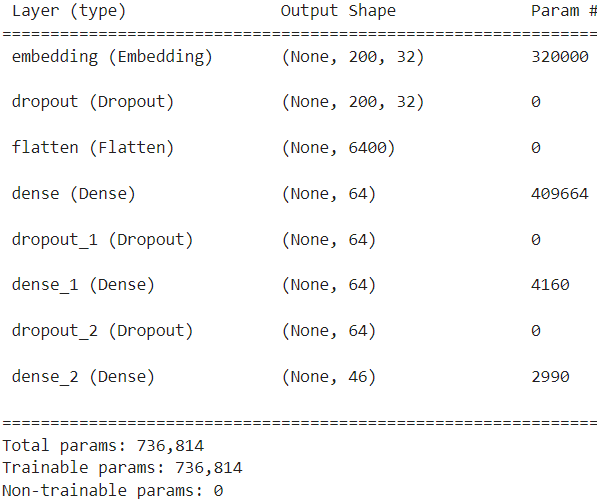 Layer (type) Output Shape Param #
=================================================================
embedding (Embedding) (None, 200, 32) 320000
dropout (Dropout) (None, 200, 32) 0
flatten (Flatten) (None, 6400) 0
dense (Dense) (None, 64) 409664
dropout_1 (Dropout) (None, 64) 0
dense_1 (Dense) (None, 64) 4160
dropout_2 (Dropout) (None, 64) 0
dense_2 (Dense) (None, 46) 2990
=================================================================
Total params: 736,814
Trainable params: 736,814
Non-trainable params: 0